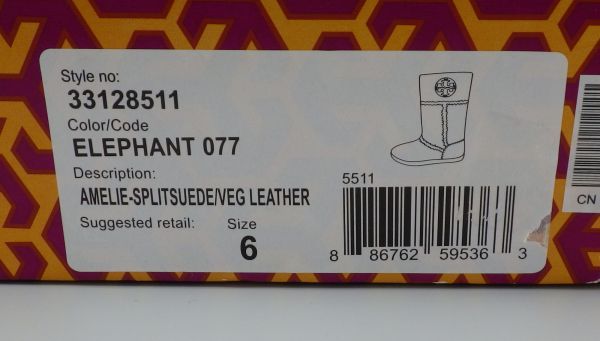 Style no:
33128511
Color/Code
ELEPHANT 077
Description:
AMELIE-SPLITSUEDE/VEG LEATHER
Suggested retail:
Size
6
5511
8 86762 59536 3
CN